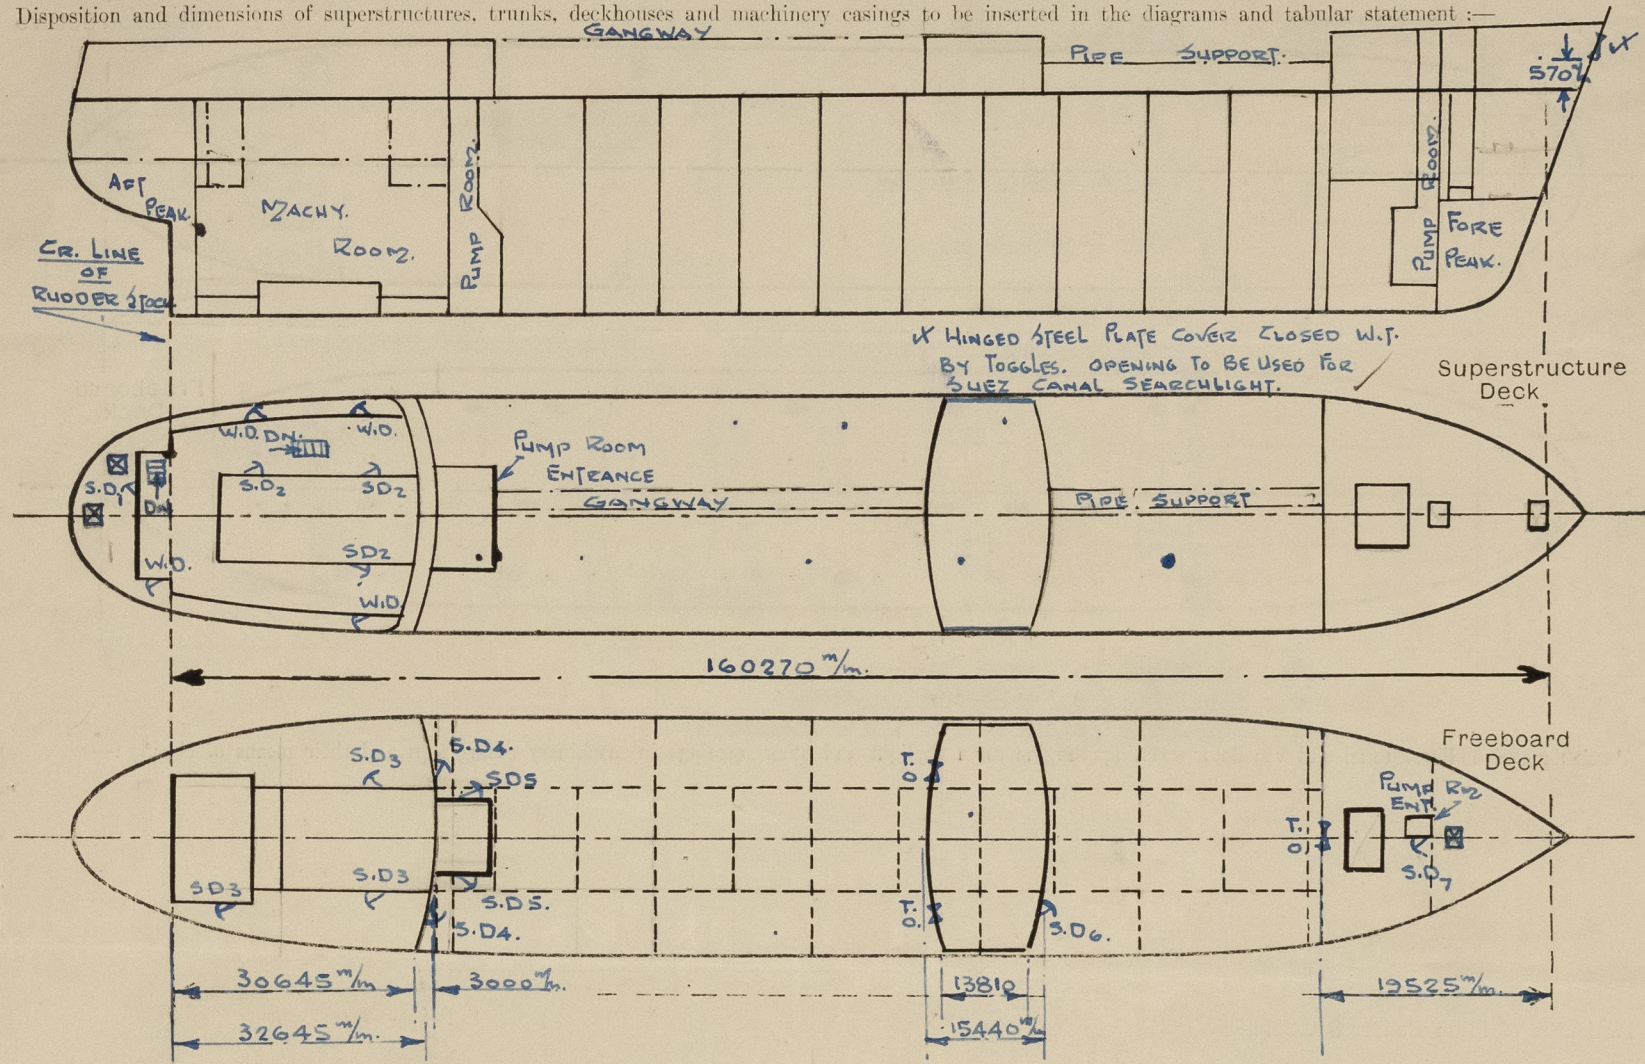 Disposition and dimensions of superstructures, trunks, deckhouses and machinery casings to be inserted in the diagrams and tabular statement :—
GANGWAY
PIPE SUPPORT.
570
AFT
PEAK.
MACHY.
ROOM.
PUMP ROOM.
PUMP ROOM.
FORE
PEAK.
CR. LINE
OF
RUDDER STOCK
X HINGED STEEL PLATE COVER CLOSED W.T.
BY TOGGLES. OPENING TO BE USED FOR
SUEZ CANAL SEARCHLIGHT.
Superstructure
Deck
W.D. DN. W.D.
PUMP ROOM
ENTRANCE
S.D1 S.D2 SD2
DN
GANGWAY
PIPE SUPPORT
SD2
W.D.
W.D.
160270 m/m.
Freeboard
Deck
S.D3 S.D4.
SD5
T.
O.
PUMP RM
ENT.
T.
O.
SD3 S.D3
S.D5.
S.D7
T.
O.
S.D4.
S.D6.
30645 m/m 3000 m/m. 13810 19525 m/m.
32645 m/m. 15440 m/m